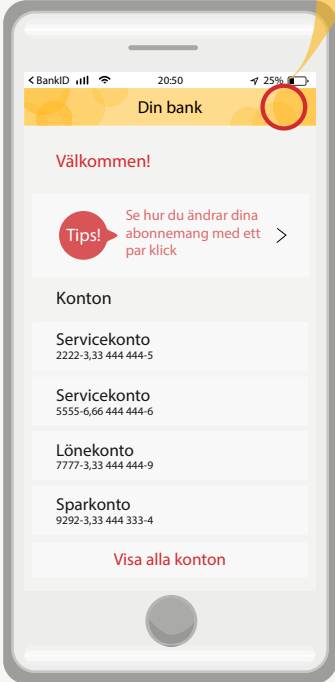 BankID 20:50 25%
Din bank
Välkommen!
Tips!
Se hur du ändrar dina
abonnemang med ett
par klick
Konton
Servicekonto
2222-3,33 444 444-5
Servicekonto
5555-6,66 444 444-6
Lönekonto
7777-3,33 444 444-9
Sparkonto
9292-3,33 444 333-4
Visa alla konton